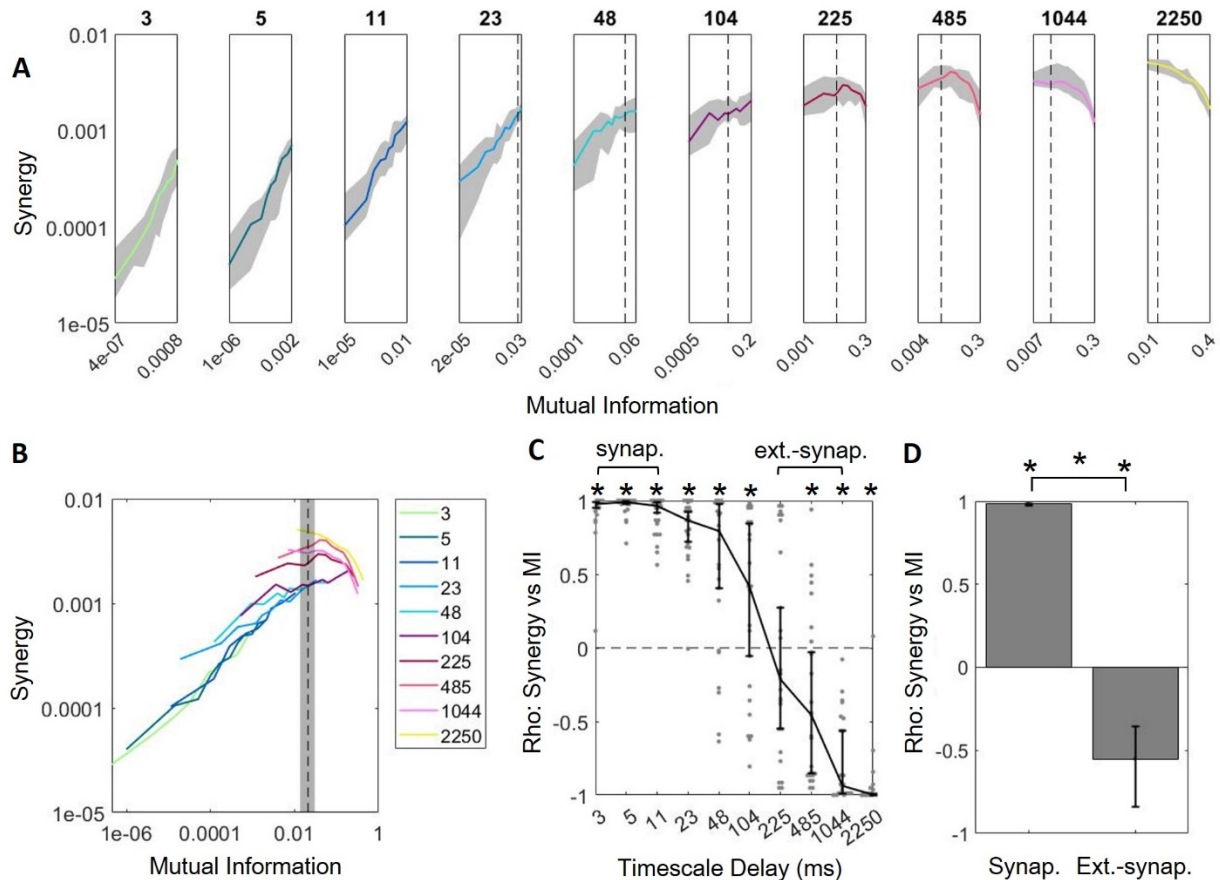 3 5 11 23 48 104 225 485 1044 2250
A
0.01
0.001
0.0001
1e-05
Synergy
4e-07 0.0008 1e-06 0.002 1e-05 0.01 2e-05 0.03 0.0001 0.06 0.0005 0.2 0.001 0.3 0.004 0.3 0.007 0.3 0.01 0.4
Mutual Information
B
0.01
0.001
0.0001
1e-05
Synergy
1e-06 0.0001 0.01 1
Mutual Information
3
5
11
23
48
104
225
485
1044
2250
C
synap. ext.-synap.
* * * * * * * * *
1
0.5
0
-0.5
-1
Rho: Synergy vs MI
3 5 11 23 48 104 225 485 1044 2250
Timescale Delay (ms)
D
* * *
1
0.5
0
-0.5
-1
Rho: Synergy vs MI
Synap. Ext.-synap.